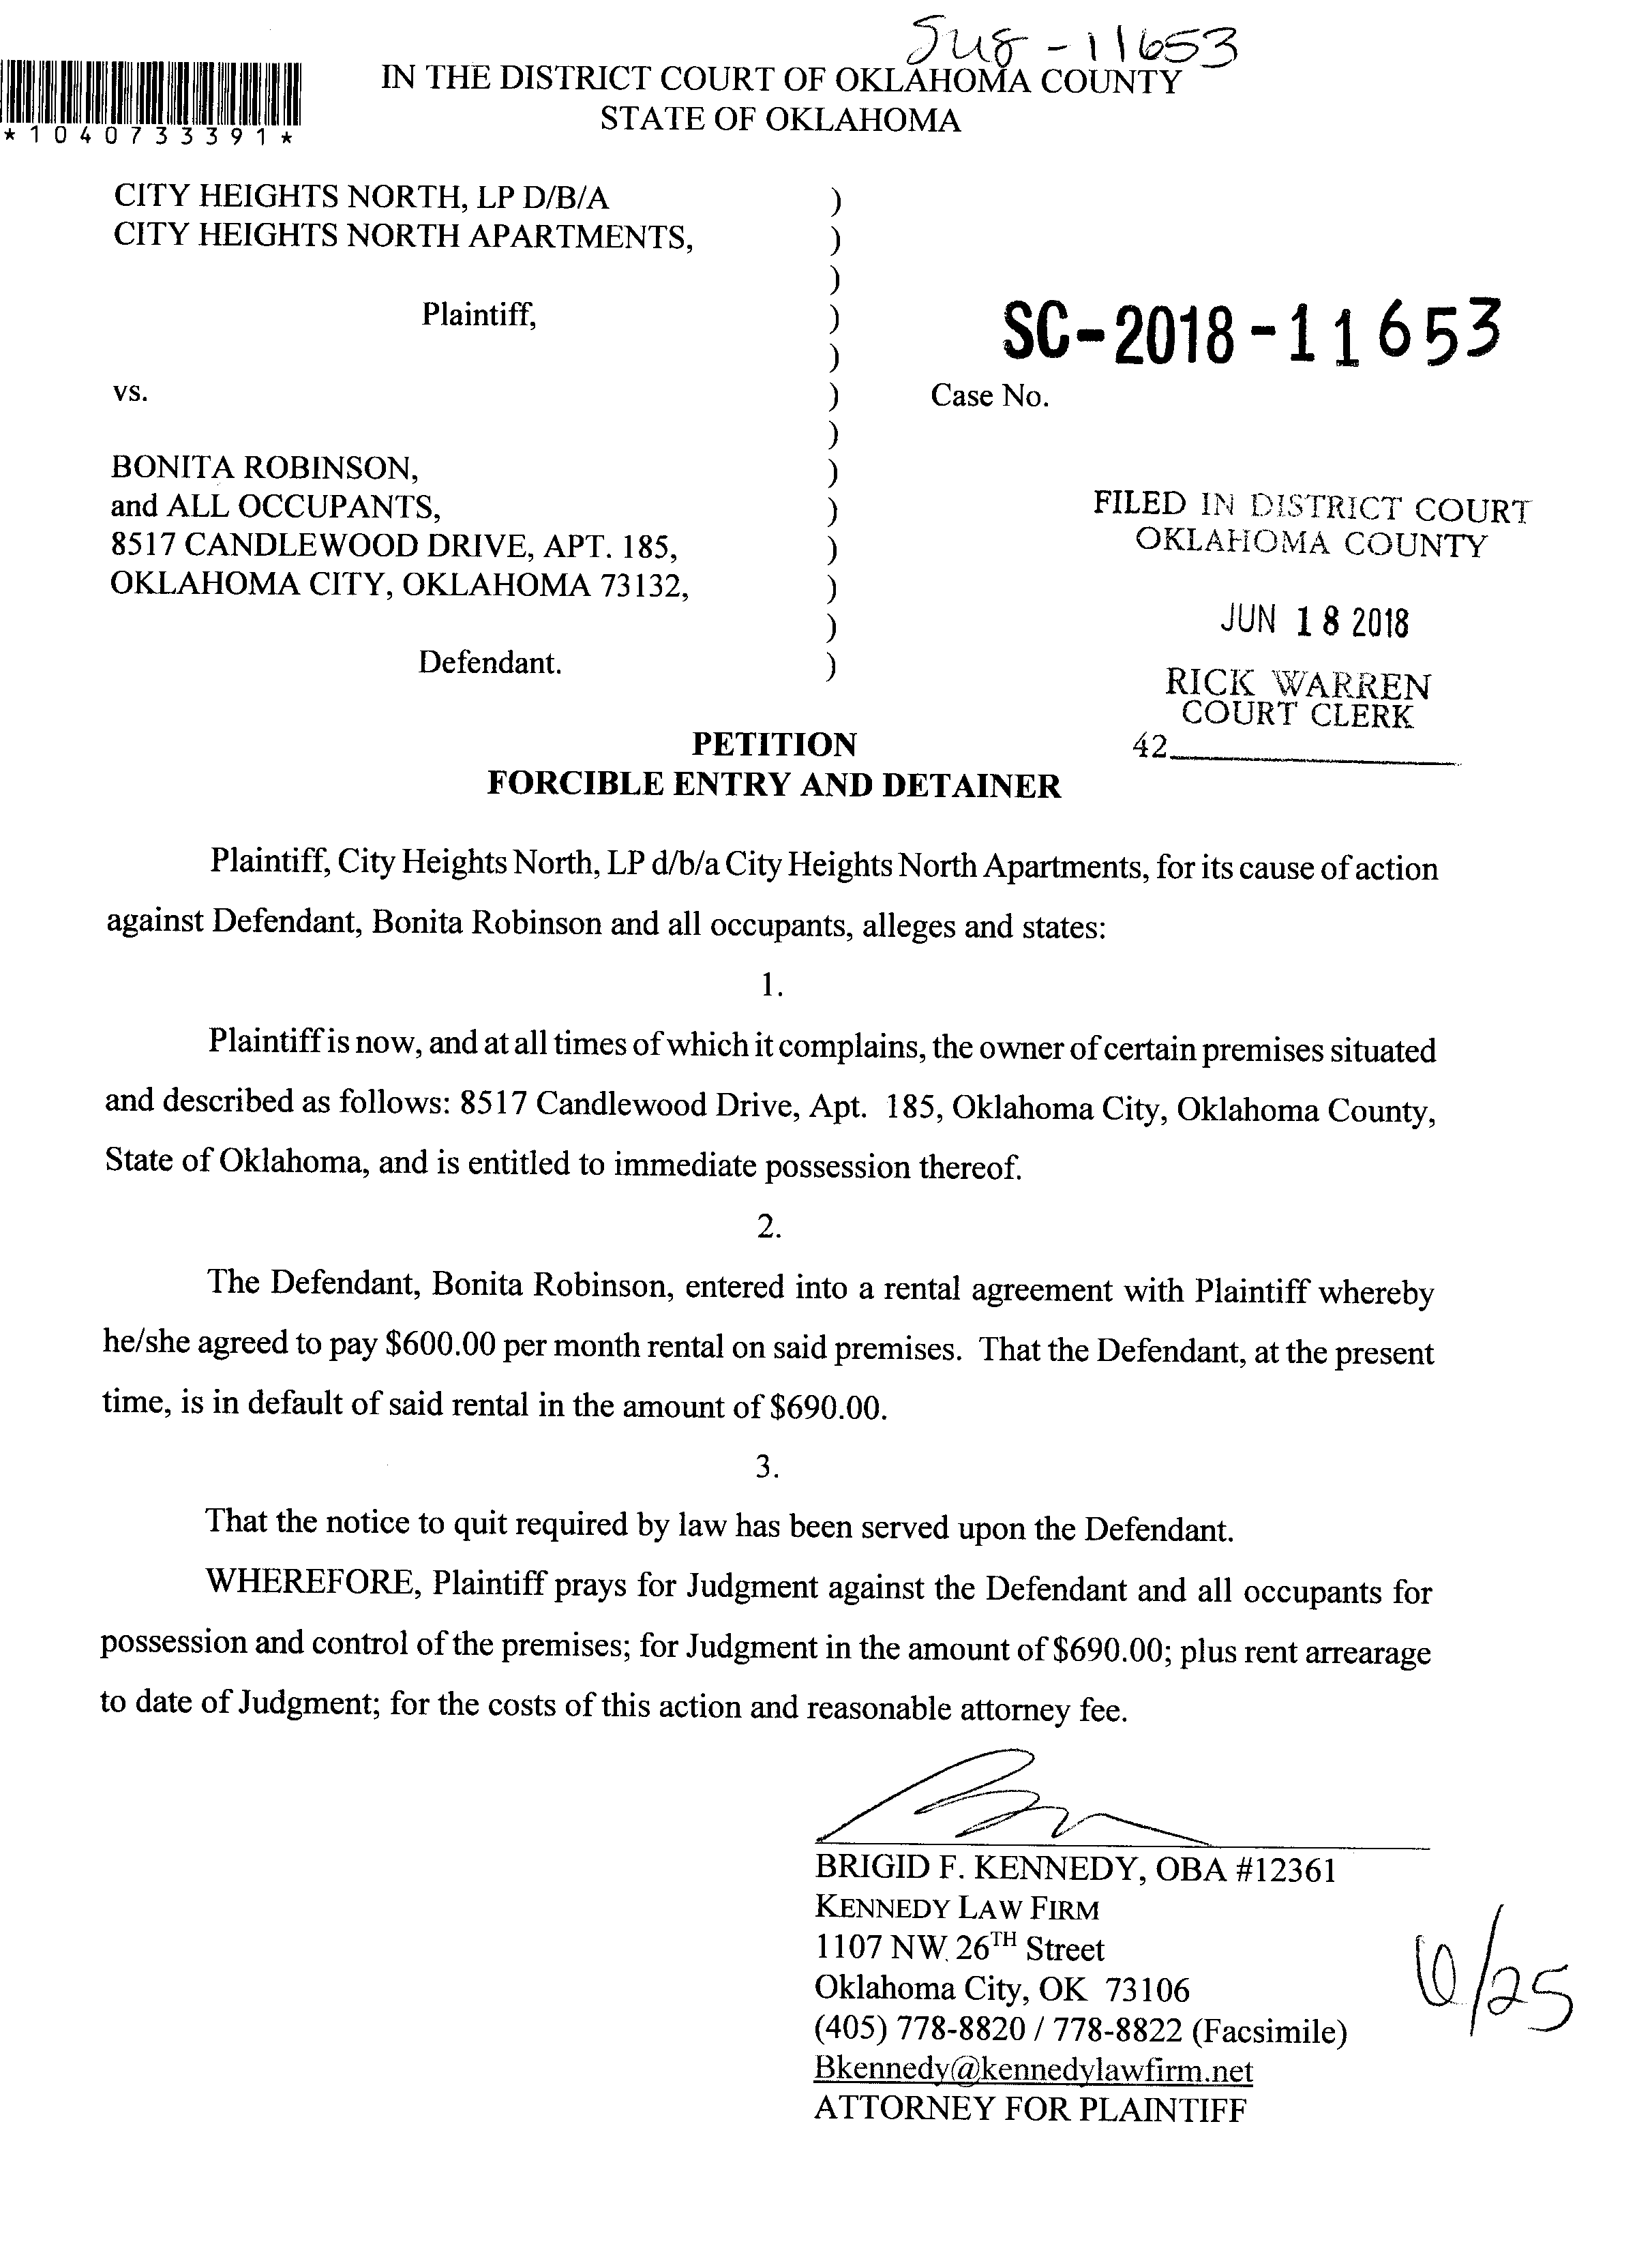 IN THE DISTRICT COURT OF OKLAHOMA COUNTY
STATE OF OKLAHOMA
*1040733391*
CITY HEIGHTS NORTH, LP D/B/A )
CITY HEIGHTS NORTH APARTMENTS, )
)
Plaintiff, )
)
SC-2018-11653
vs. ) Case No.
)
BONITA ROBINSON, )
and ALL OCCUPANTS, )
8517 CANDLEWOOD DRIVE, APT. 185, )
OKLAHOMA CITY, OKLAHOMA 73132, )
)
Defendant. )
FILED IN DISTRICT COURT
OKLAHOMA COUNTY
JUN 18 2018
RICK WARREN
COURT CLERK
42
PETITION
FORCIBLE ENTRY AND DETAINER
Plaintiff, City Heights North, LP d/b/a City Heights North Apartments, for its cause of action
against Defendant, Bonita Robinson and all occupants, alleges and states:
1.
Plaintiff is now, and at all times of which it complains, the owner of certain premises situated
and described as follows: 8517 Candlewood Drive, Apt. 185, Oklahoma City, Oklahoma County,
State of Oklahoma, and is entitled to immediate possession thereof.
2.
The Defendant, Bonita Robinson, entered into a rental agreement with Plaintiff whereby
he/she agreed to pay $600.00 per month rental on said premises. That the Defendant, at the present
time, is in default of said rental in the amount of $690.00.
3.
That the notice to quit required by law has been served upon the Defendant.
WHEREFORE, Plaintiff prays for Judgment against the Defendant and all occupants for
possession and control of the premises; for Judgment in the amount of $690.00; plus rent arrearage
to date of Judgment; for the costs of this action and reasonable attorney fee.
BRIGID F. KENNEDY, OBA #12361
KENNEDY LAW FIRM
1107 NW 26TH Street
Oklahoma City, OK 73106
(405) 778-8820 / 778-8822 (Facsimile)
Bkennedy@kennedylawfirm.net
ATTORNEY FOR PLAINTIFF
6/25